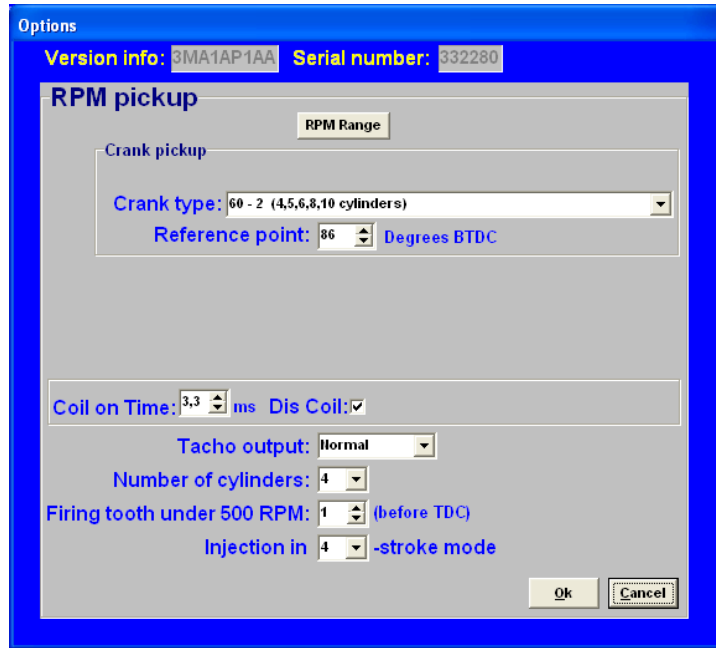 Options
Version info: 3MA1AP1AA Serial number: 332280
RPM pickup
RPM Range
Crank pickup
Crank type: 60 - 2 (4,5,6,8,10 cylinders)
Reference point: 86 Degrees BTDC
Coil on Time: 3,3 ms Dis Coil:
Tacho output: Normal
Number of cylinders: 4
Firing tooth under 500 RPM: 1 (before TDC)
Injection in 4 -stroke mode
Ok Cancel